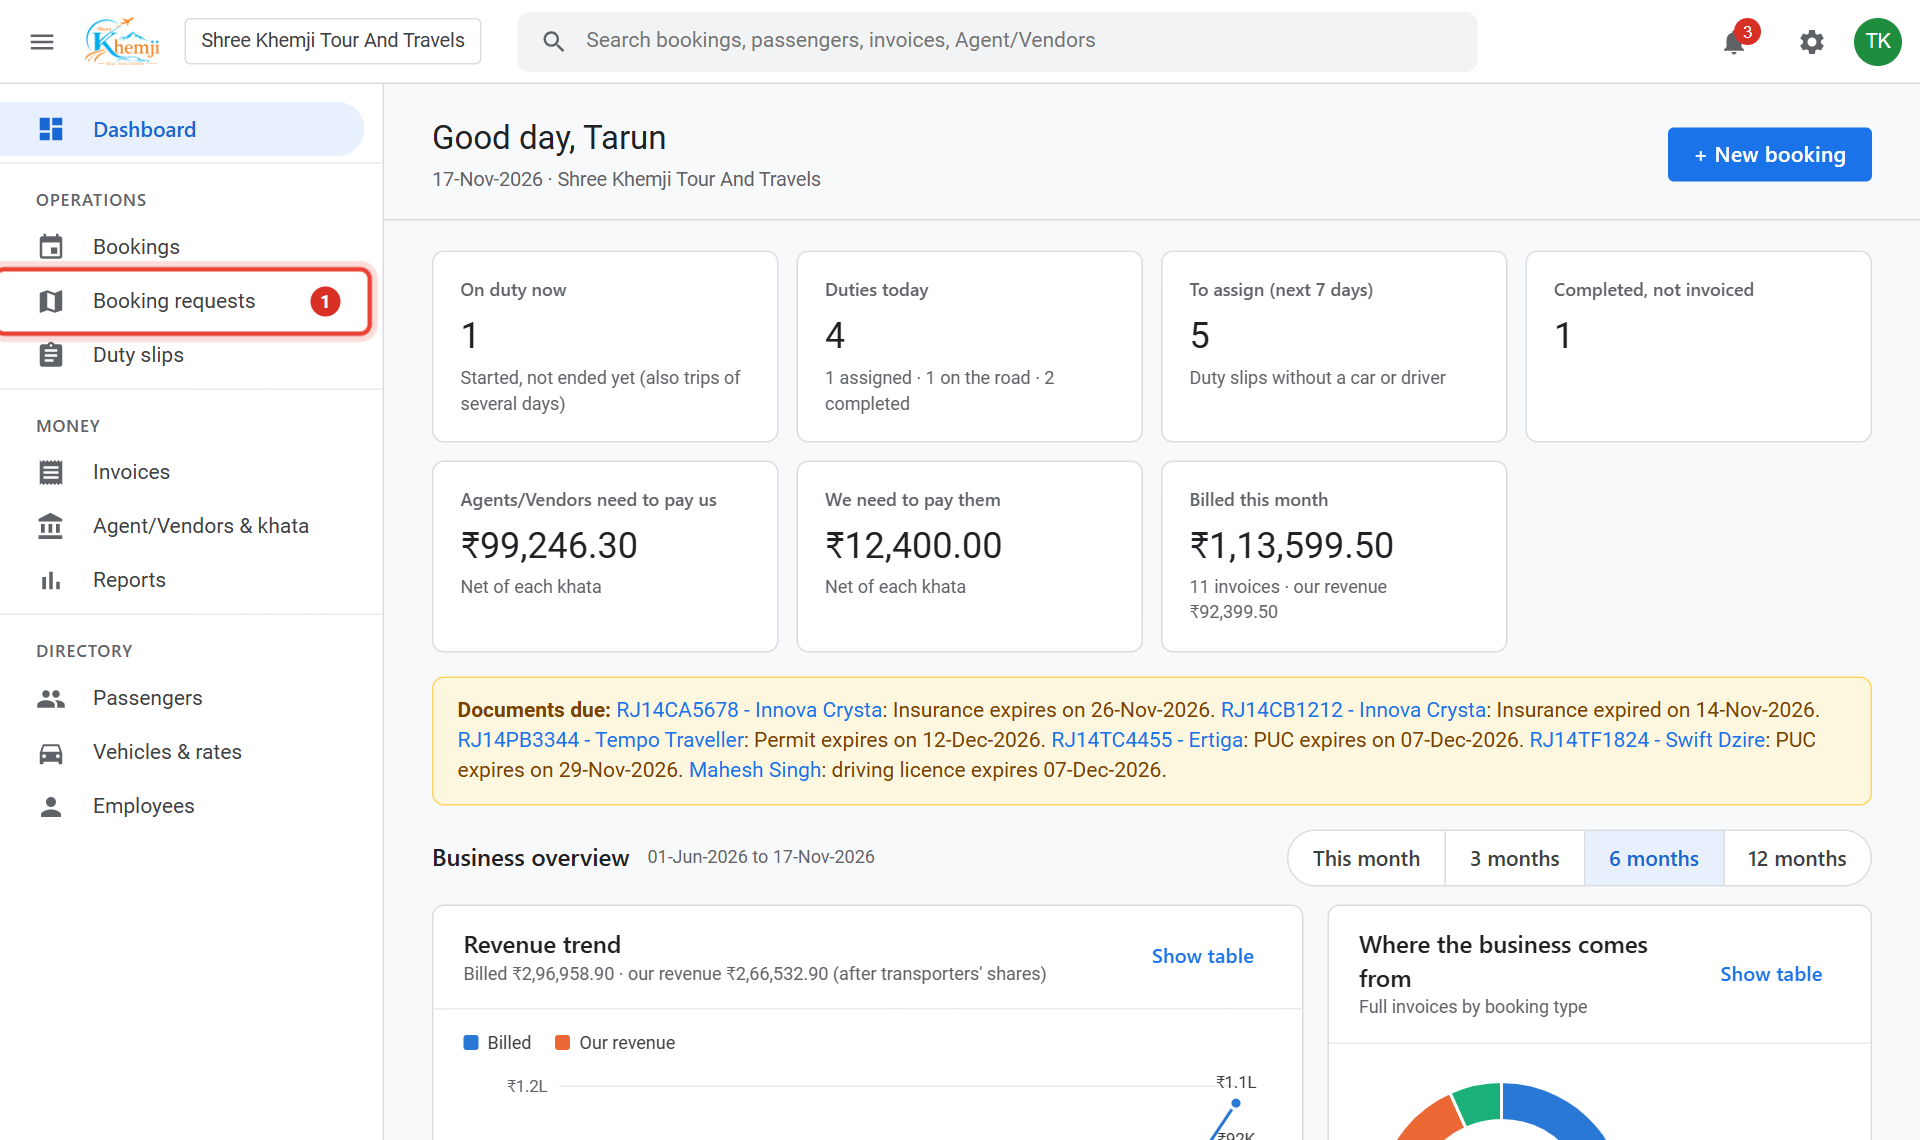 Khemji
Shree Khemji Tour And Travels
Search bookings, passengers, invoices, Agent/Vendors
3
TK
Dashboard
OPERATIONS
Bookings
Booking requests
1
Duty slips
MONEY
Invoices
Agent/Vendors & khata
Reports
DIRECTORY
Passengers
Vehicles & rates
Employees
Good day, Tarun
17-Nov-2026 · Shree Khemji Tour And Travels
+ New booking
On duty now
1
Started, not ended yet (also trips of
several days)
Duties today
4
1 assigned · 1 on the road · 2
completed
To assign (next 7 days)
5
Duty slips without a car or driver
Completed, not invoiced
1
Agents/Vendors need to pay us
₹99,246.30
Net of each khata
We need to pay them
₹12,400.00
Net of each khata
Billed this month
₹1,13,599.50
11 invoices · our revenue
₹92,399.50
Documents due: RJ14CA5678 - Innova Crysta: Insurance expires on 26-Nov-2026. RJ14CB1212 - Innova Crysta: Insurance expired on 14-Nov-2026.
RJ14PB3344 - Tempo Traveller: Permit expires on 12-Dec-2026. RJ14TC4455 - Ertiga: PUC expires on 07-Dec-2026. RJ14TF1824 - Swift Dzire: PUC
expires on 29-Nov-2026. Mahesh Singh: driving licence expires 07-Dec-2026.
Business overview
01-Jun-2026 to 17-Nov-2026
This month
3 months
6 months
12 months
Revenue trend
Billed ₹2,96,958.90 · our revenue ₹2,66,532.90 (after transporters' shares)
Show table
Billed
Our revenue
₹1.2L
₹1.1L
₹92K
Where the business comes
from
Full invoices by booking type
Show table